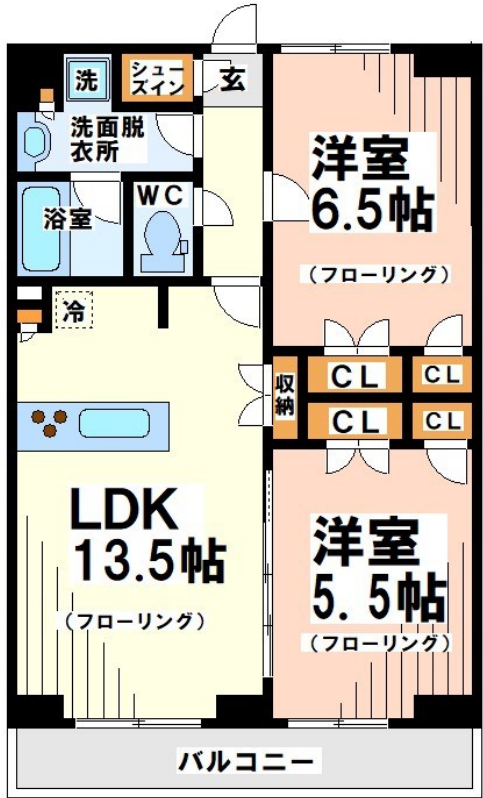 洗
シュー
ズイン
玄
洗面脱
衣所
WC
浴室
洋室
6.5帖
(フローリング)
冷
収
納
CL
CL
CL
CL
LDK
13.5帖
(フローリング)
洋室
5.5帖
(フローリング)
バルコニー